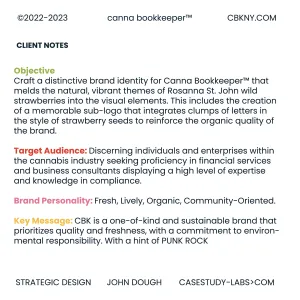 ©2022-2023 canna bookkeeper™ CBKNY.COM
CLIENT NOTES
Objective
Craft a distinctive brand identity for Canna Bookkeeper™ that
melds the natural, vibrant themes of Rosanna St. John wild
strawberries into the visual elements. This includes the creation
of a memorable sub-logo that integrates clumps of letters in
the style of strawberry seeds to reinforce the organic quality of
the brand.
Target Audience: Discerning individuals and enterprises within
the cannabis industry seeking proficiency in financial services
and business consultants displaying a high level of expertise
and knowledge in compliance.
Brand Personality: Fresh, Lively, Organic, Community-Oriented.
Key Message: CBK is a one-of-kind and sustainable brand that
prioritizes quality and freshness, with a commitment to environ-
mental responsibility. With a hint of PUNK ROCK
STRATEGIC DESIGN JOHN DOUGH CASESTUDY-LABS>COM